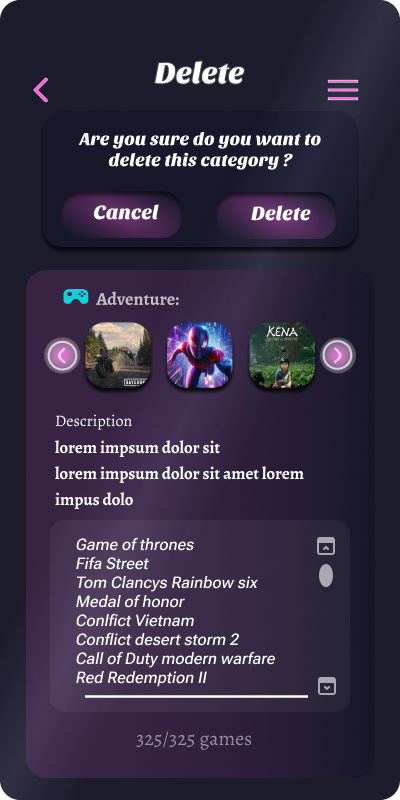 Delete
Are you sure do you want to
delete this category ?
Cancel
Delete
Adventure:
KENA
Description
lorem impsum dolor sit
lorem impsum dolor sit amet lorem
impus dolo
Game of thrones
Fifa Street
Tom Clancys Rainbow six
Medal of honor
Conlfict Vietnam
Conflict desert storm 2
Call of Duty modern warfare
Red Redemption II
325/325 games